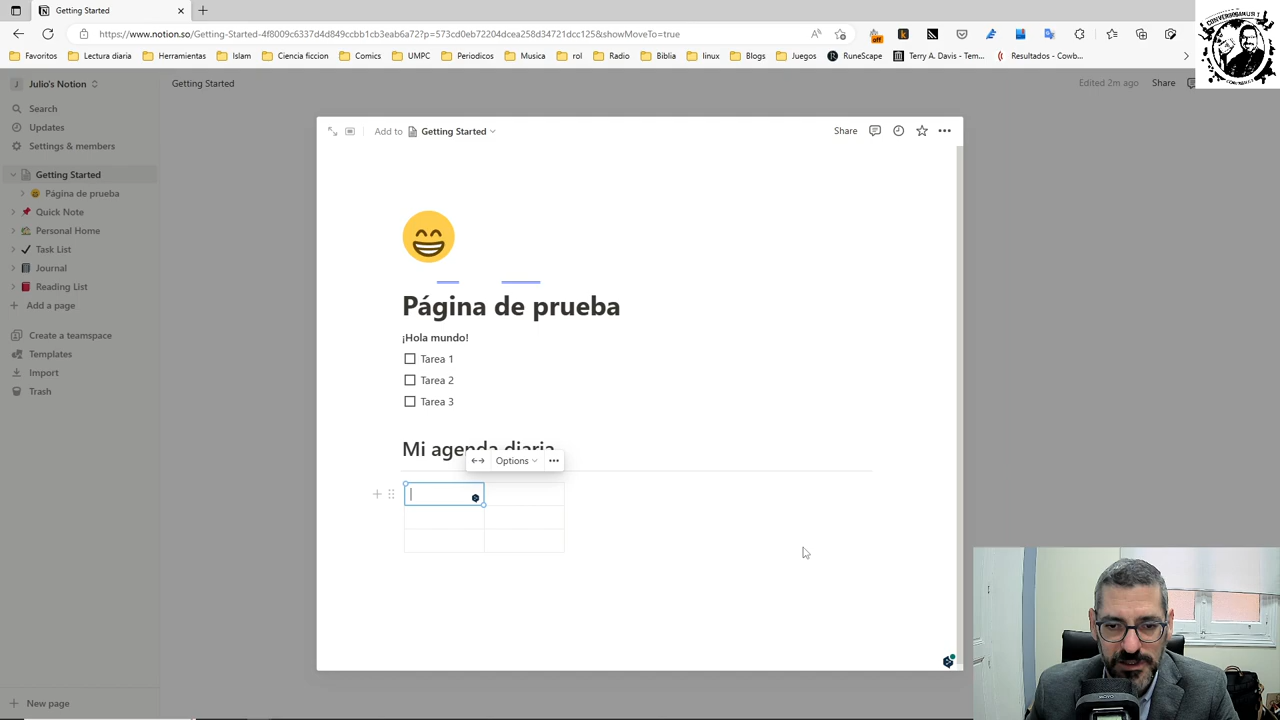 Getting Started
https://www.notion.so/Getting-Started-4f8009c6337d4d849ccbb1cb3eab6a72?p=573cd0eb72204dcea258d34721dcc125&showMoveTo=true
Favoritos Lectura diaria Herramientas Islam Ciencia ficcion Comics UMPC Periodicos Musica rol Radio Biblia linux Blogs Juegos RuneScape Terry A. Davis - Tem... Resultados - Cowb...
J Julio's Notion Getting Started Edited 2m ago Share
Search
Updates
Settings & members
Getting Started
Página de prueba
Quick Note
Personal Home
Task List
Journal
Reading List
Add a page
Create a teamspace
Templates
Import
Trash
New page
Add to Getting Started Share
Página de prueba
¡Hola mundo!
Tarea 1
Tarea 2
Tarea 3
Mi agenda diaria
Options